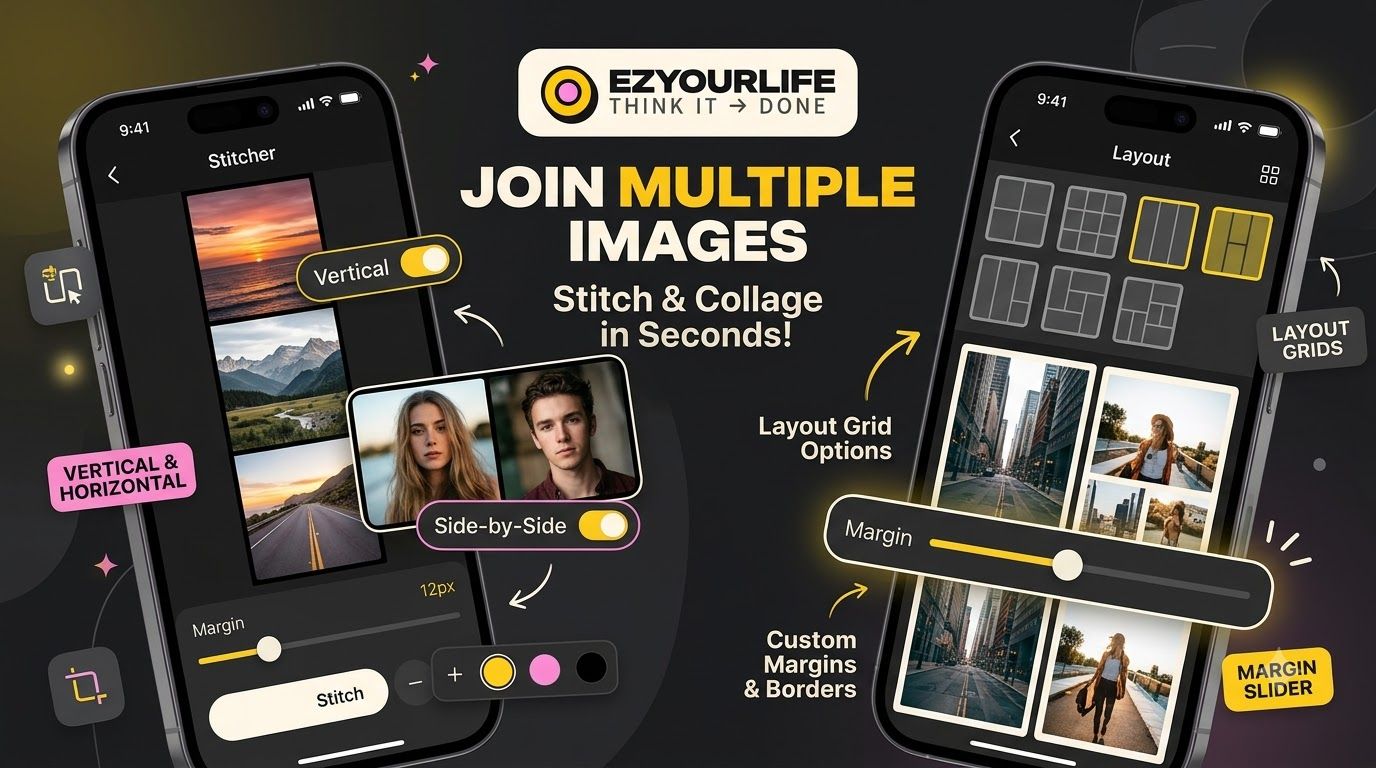 EZYOURLIFE
THINK IT → DONE
JOIN MULTIPLE
IMAGES
Stitch & Collage
in Seconds!
9:41
Stitcher
Vertical
VERTICAL &
HORIZONTAL
Side-by-Side
12px
Margin
Stitch
9:41
Layout
LAYOUT
GRIDS
Layout Grid
Options
Margin
Custom
Margins
& Borders
MARGIN
SLIDER